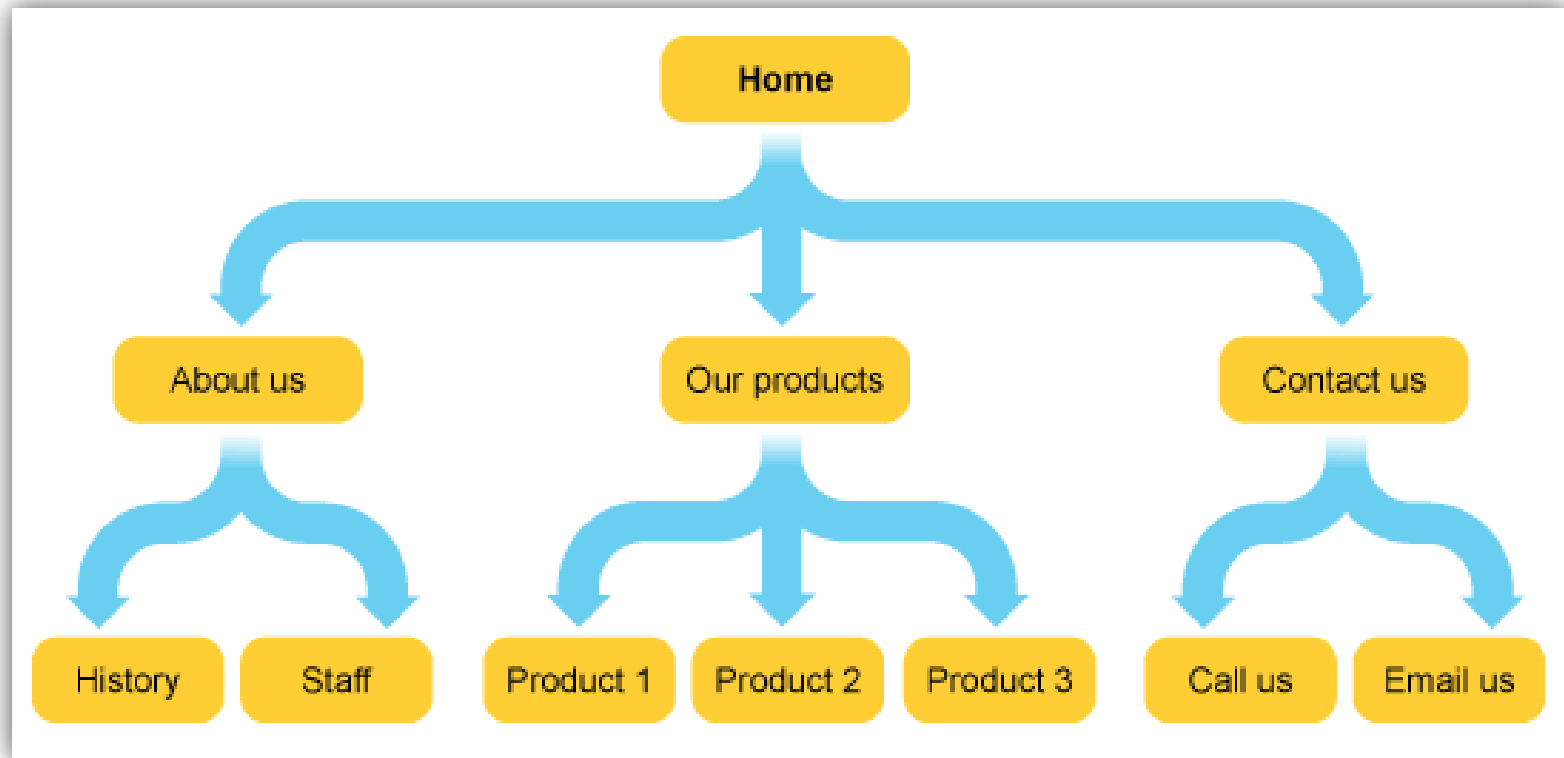 Home
About us
Our products
Contact us
History
Staff
Product 1
Product 2
Product 3
Call us
Email us